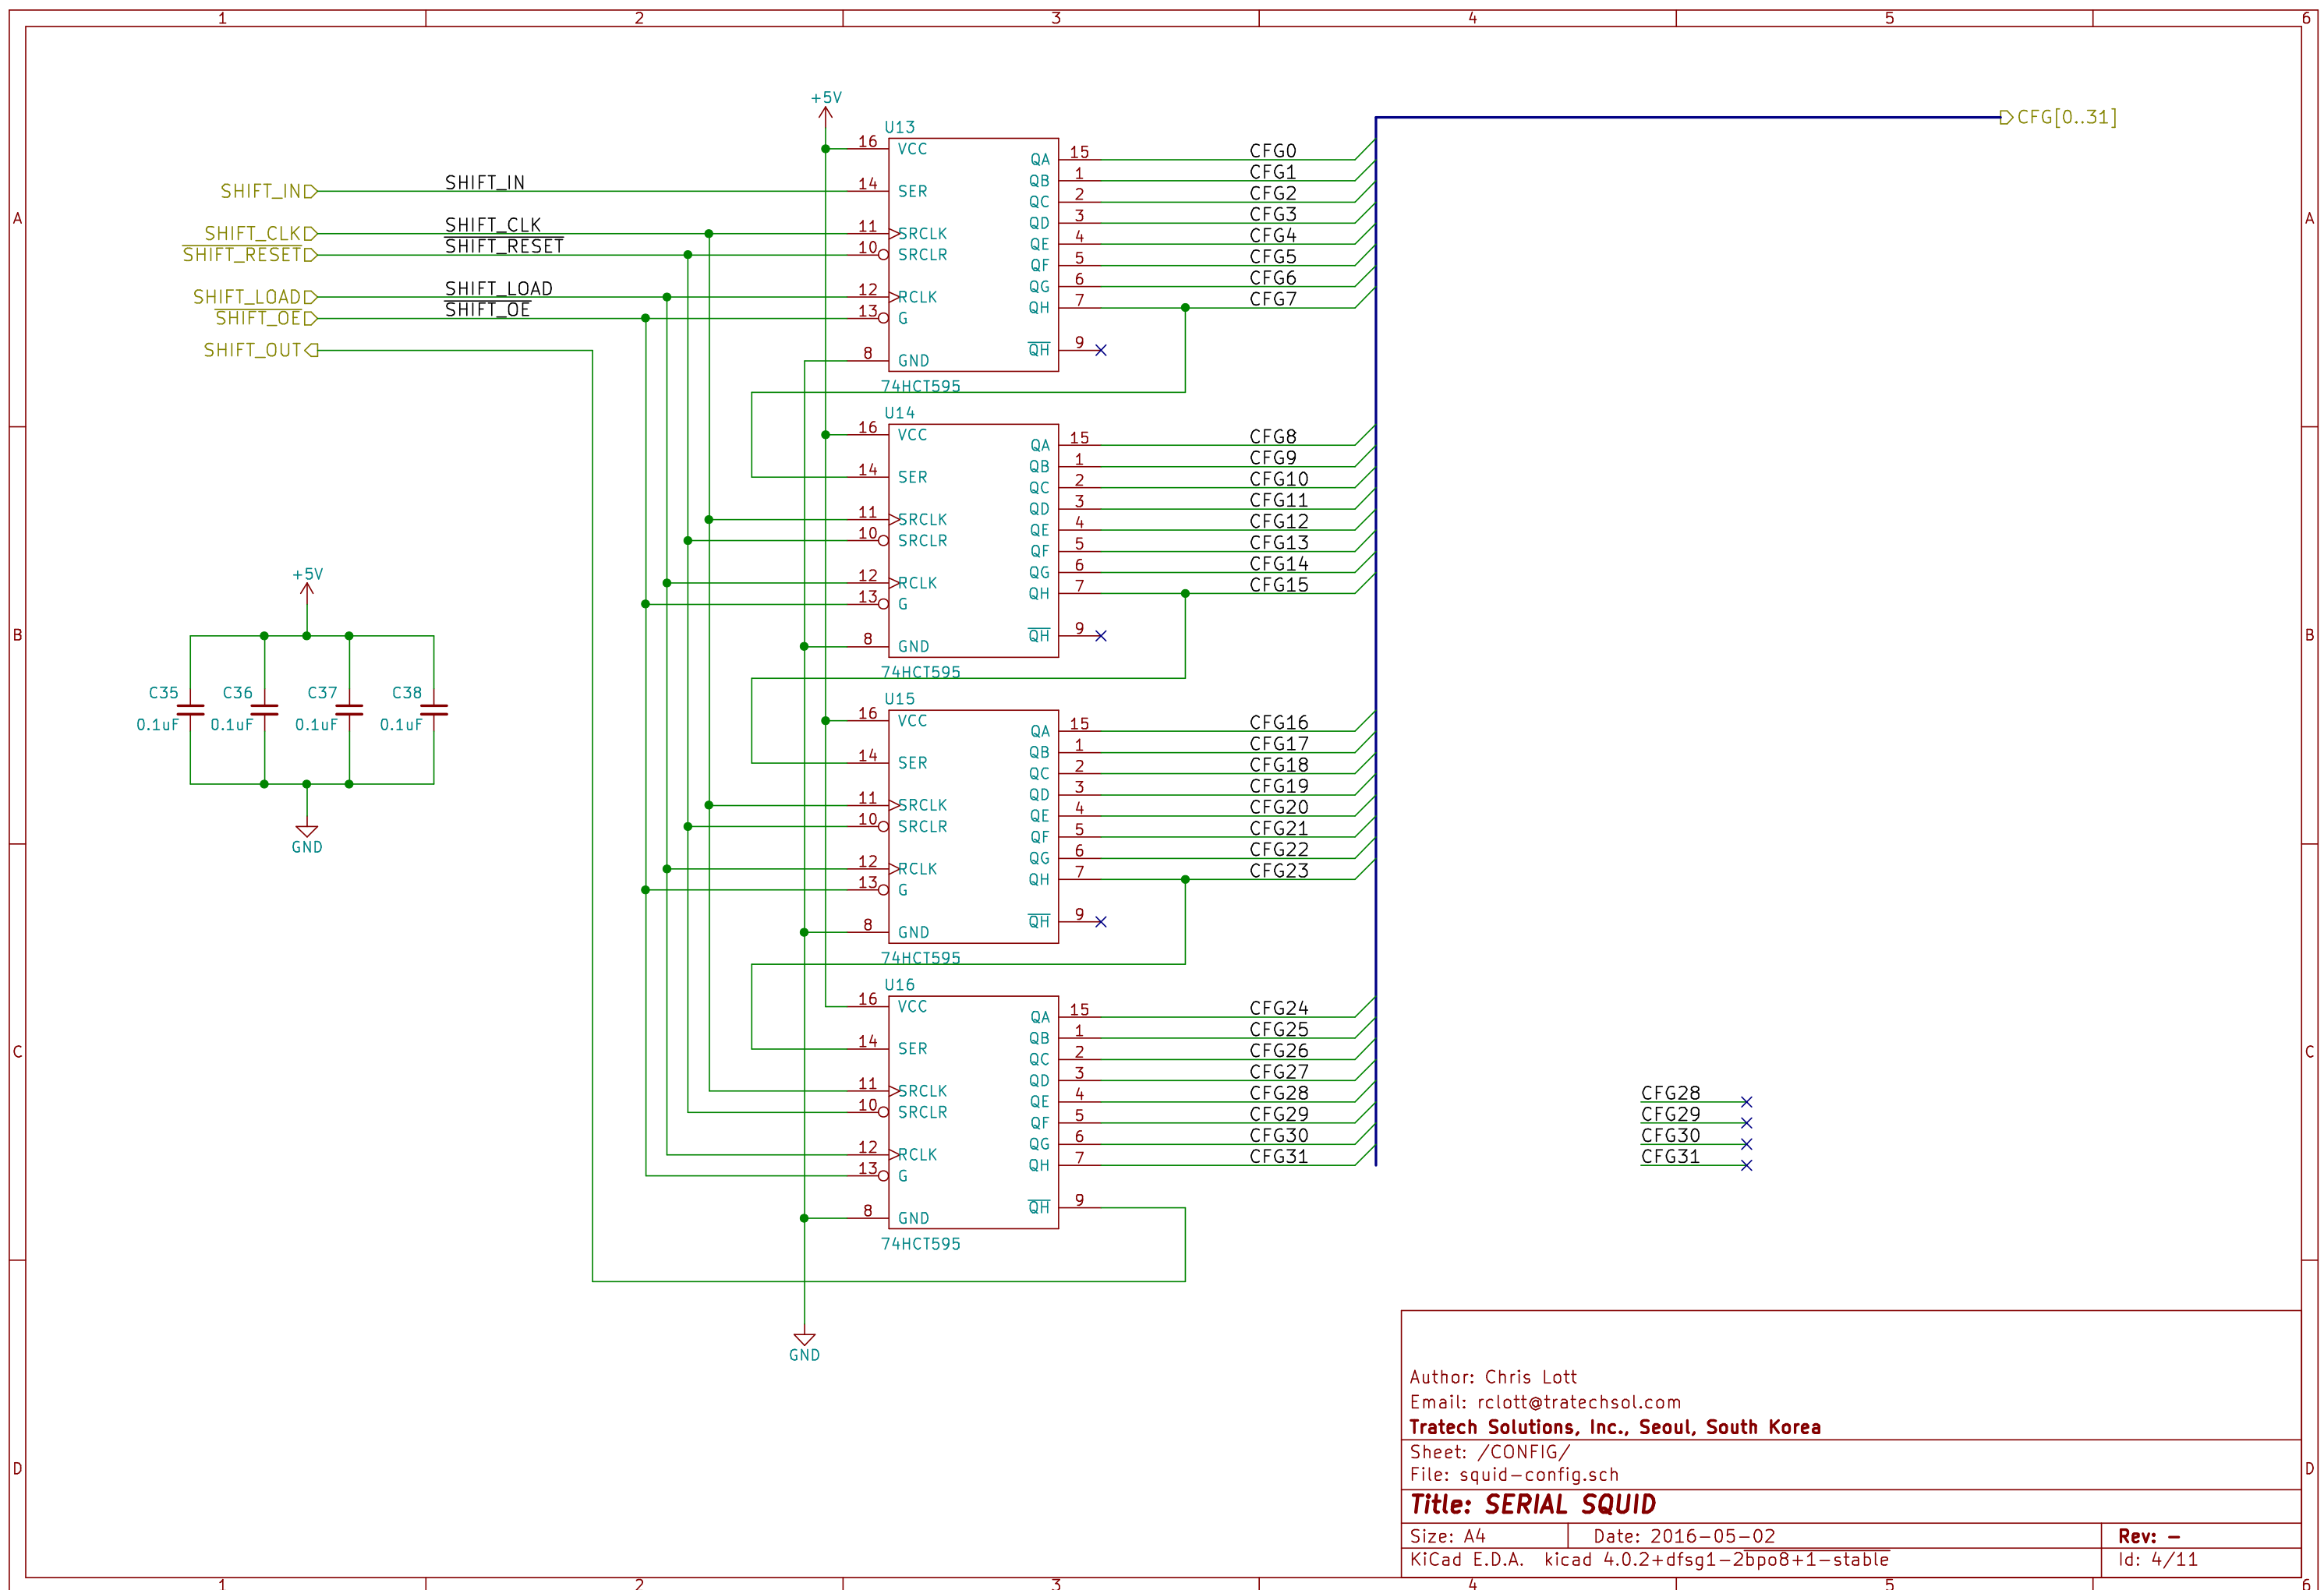 1 2 3 4 5 6
A
B
C
D
A
B
C
D
1 2 3 4 5 6
SHIFT_IN
SHIFT_CLK
SHIFT_RESET
SHIFT_LOAD
SHIFT_OE
SHIFT_OUT
SHIFT_IN
SHIFT_CLK
SHIFT_RESET
SHIFT_LOAD
SHIFT_OE
+5V
U13
16 VCC
14 SER
11 SRCLK
10 SRCLR
12 RCLK
13 G
8 GND
QA 15 CFG0
QB 1 CFG1
QC 2 CFG2
QD 3 CFG3
QE 4 CFG4
QF 5 CFG5
QG 6 CFG6
QH 7 CFG7
QH 9
74HCT595
CFG[0..31]
U14
16 VCC
14 SER
11 SRCLK
10 SRCLR
12 RCLK
13 G
8 GND
QA 15 CFG8
QB 1 CFG9
QC 2 CFG10
QD 3 CFG11
QE 4 CFG12
QF 5 CFG13
QG 6 CFG14
QH 7 CFG15
QH 9
74HCT595
+5V
C35 C36 C37 C38
0.1uF 0.1uF 0.1uF 0.1uF
GND
U15
16 VCC
14 SER
11 SRCLK
10 SRCLR
12 RCLK
13 G
8 GND
QA 15 CFG16
QB 1 CFG17
QC 2 CFG18
QD 3 CFG19
QE 4 CFG20
QF 5 CFG21
QG 6 CFG22
QH 7 CFG23
QH 9
74HCT595
U16
16 VCC
14 SER
11 SRCLK
10 SRCLR
12 RCLK
13 G
8 GND
QA 15 CFG24
QB 1 CFG25
QC 2 CFG26
QD 3 CFG27
QE 4 CFG28
QF 5 CFG29
QG 6 CFG30
QH 7 CFG31
QH 9
74HCT595
GND
CFG28
CFG29
CFG30
CFG31
Author: Chris Lott
Email: rclott@tratechsol.com
Tratech Solutions, Inc., Seoul, South Korea
Sheet: /CONFIG/
File: squid-config.sch
Title: SERIAL SQUID
Size: A4 Date: 2016-05-02 Rev: -
KiCad E.D.A. kicad 4.0.2+dfsg1-2bpo8+1-stable Id: 4/11